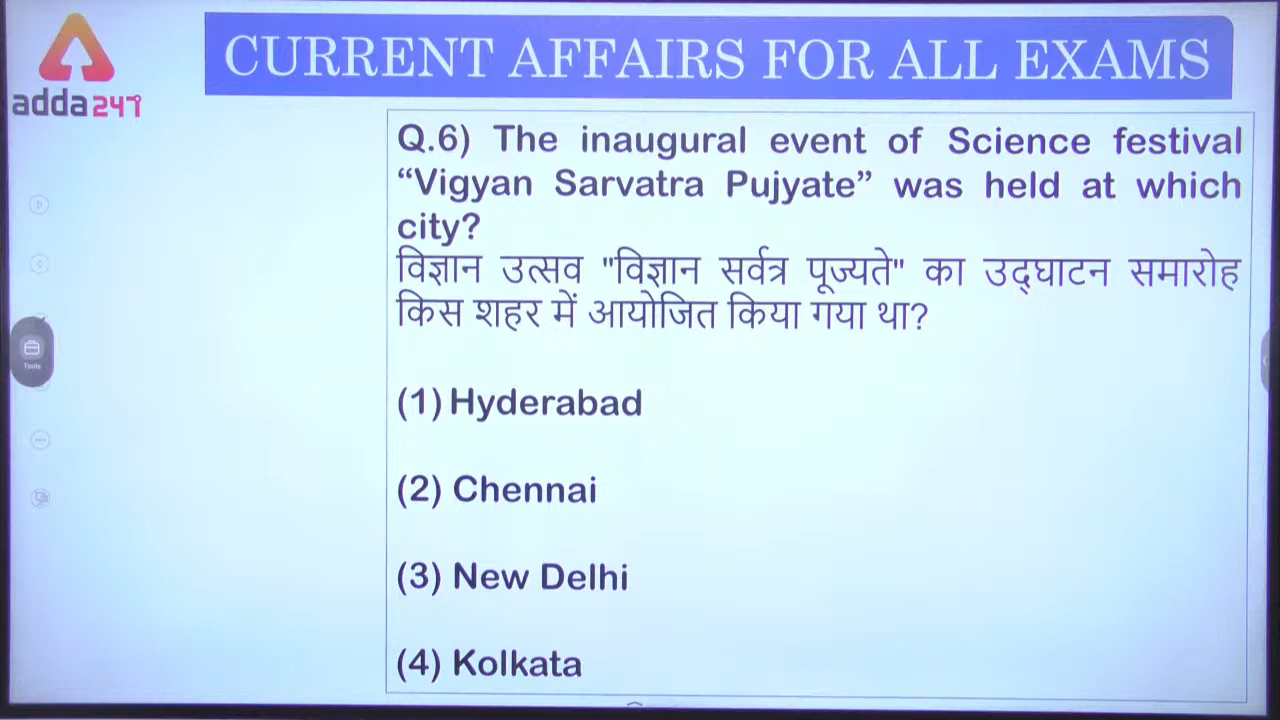 CURRENT AFFAIRS FOR ALL EXAMS
adda247
Q.6) The inaugural event of Science festival
“Vigyan Sarvatra Pujyate” was held at which
city?
विज्ञान उत्सव "विज्ञान सर्वत्र पूज्यते" का उद्घाटन समारोह
किस शहर में आयोजित किया गया था?
Tools
(1) Hyderabad
(2) Chennai
(3) New Delhi
(4) Kolkata